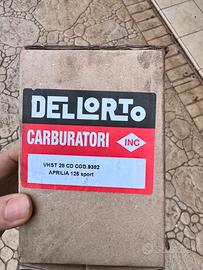 DELLORTO
CARBURATORI
INC
VHST 28 CD COD.9382
APRILIA 125 sport